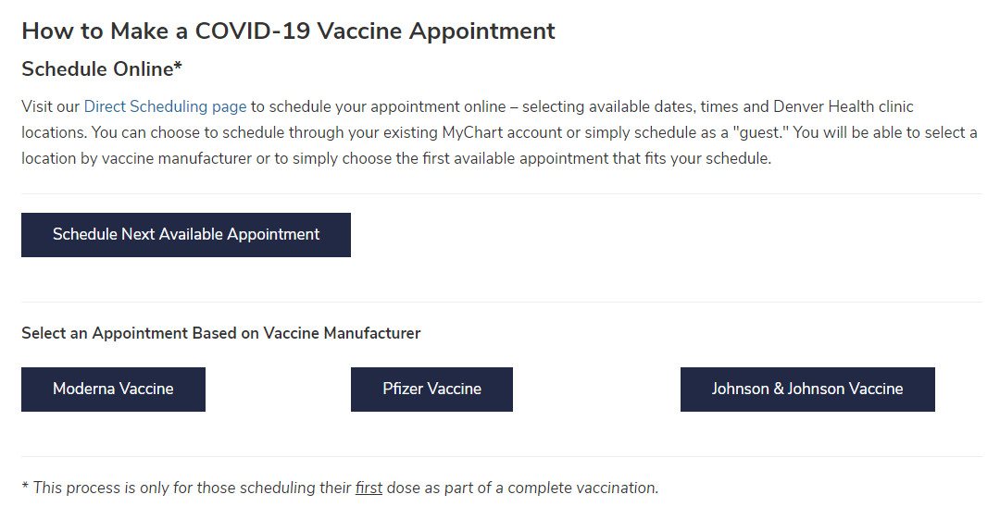 How to Make a COVID-19 Vaccine Appointment
Schedule Online*
Visit our Direct Scheduling page to schedule your appointment online – selecting available dates, times and Denver Health clinic
locations. You can choose to schedule through your existing MyChart account or simply schedule as a "guest." You will be able to select a
location by vaccine manufacturer or to simply choose the first available appointment that fits your schedule.
Schedule Next Available Appointment
Select an Appointment Based on Vaccine Manufacturer
Moderna Vaccine
Pfizer Vaccine
Johnson & Johnson Vaccine
* This process is only for those scheduling their first dose as part of a complete vaccination.